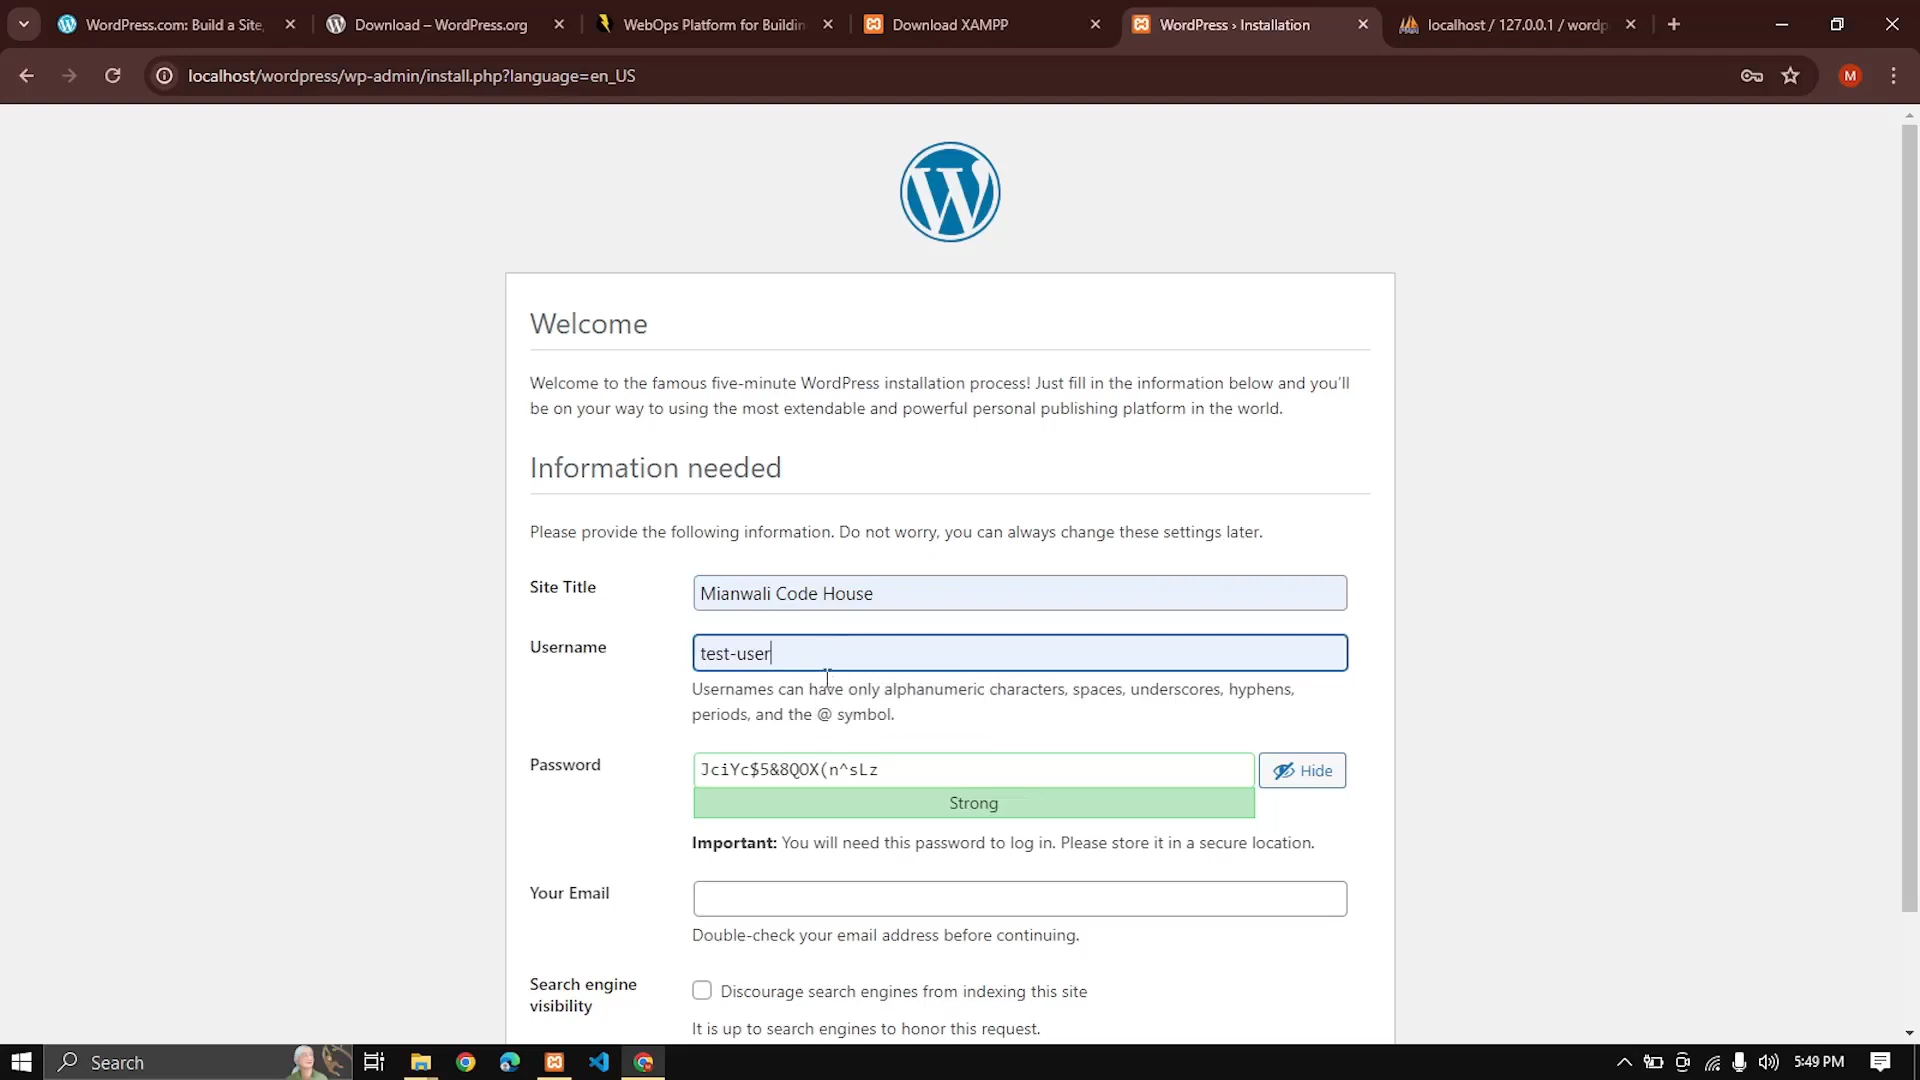 WordPress.com: Build a Site,
Download – WordPress.org
WebOps Platform for Buildin
Download XAMPP
WordPress › Installation
localhost / 127.0.0.1 / wordp
localhost/wordpress/wp-admin/install.php?language=en_US
M
Welcome
Welcome to the famous five-minute WordPress installation process! Just fill in the information below and you’ll
be on your way to using the most extendable and powerful personal publishing platform in the world.
Information needed
Please provide the following information. Do not worry, you can always change these settings later.
Site Title
Mianwali Code House
Username
test-user
Usernames can have only alphanumeric characters, spaces, underscores, hyphens,
periods, and the @ symbol.
Password
JciYc$5&8QOX(n^sLz
Hide
Strong
Important: You will need this password to log in. Please store it in a secure location.
Your Email
Double-check your email address before continuing.
Search engine
visibility
Discourage search engines from indexing this site
It is up to search engines to honor this request.
Search
5:49 PM